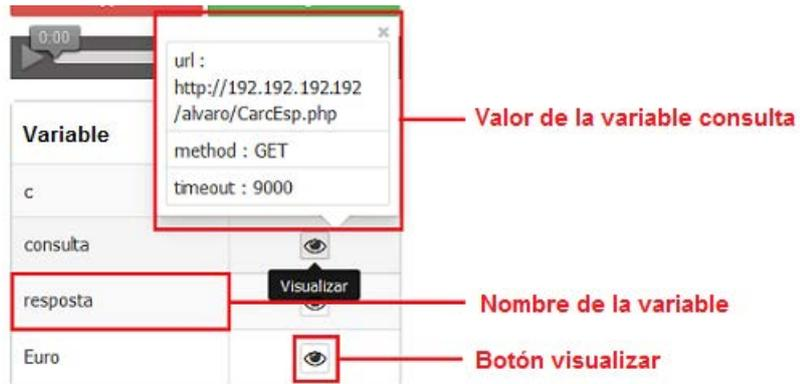 0:00
url :
http://192.192.192.192
/alvaro/CarcEsp.php
method : GET
timeout : 9000
Valor de la variable consulta
Variable
c
consulta
Visualizar
resposta
Nombre de la variable
Euro
Botón visualizar